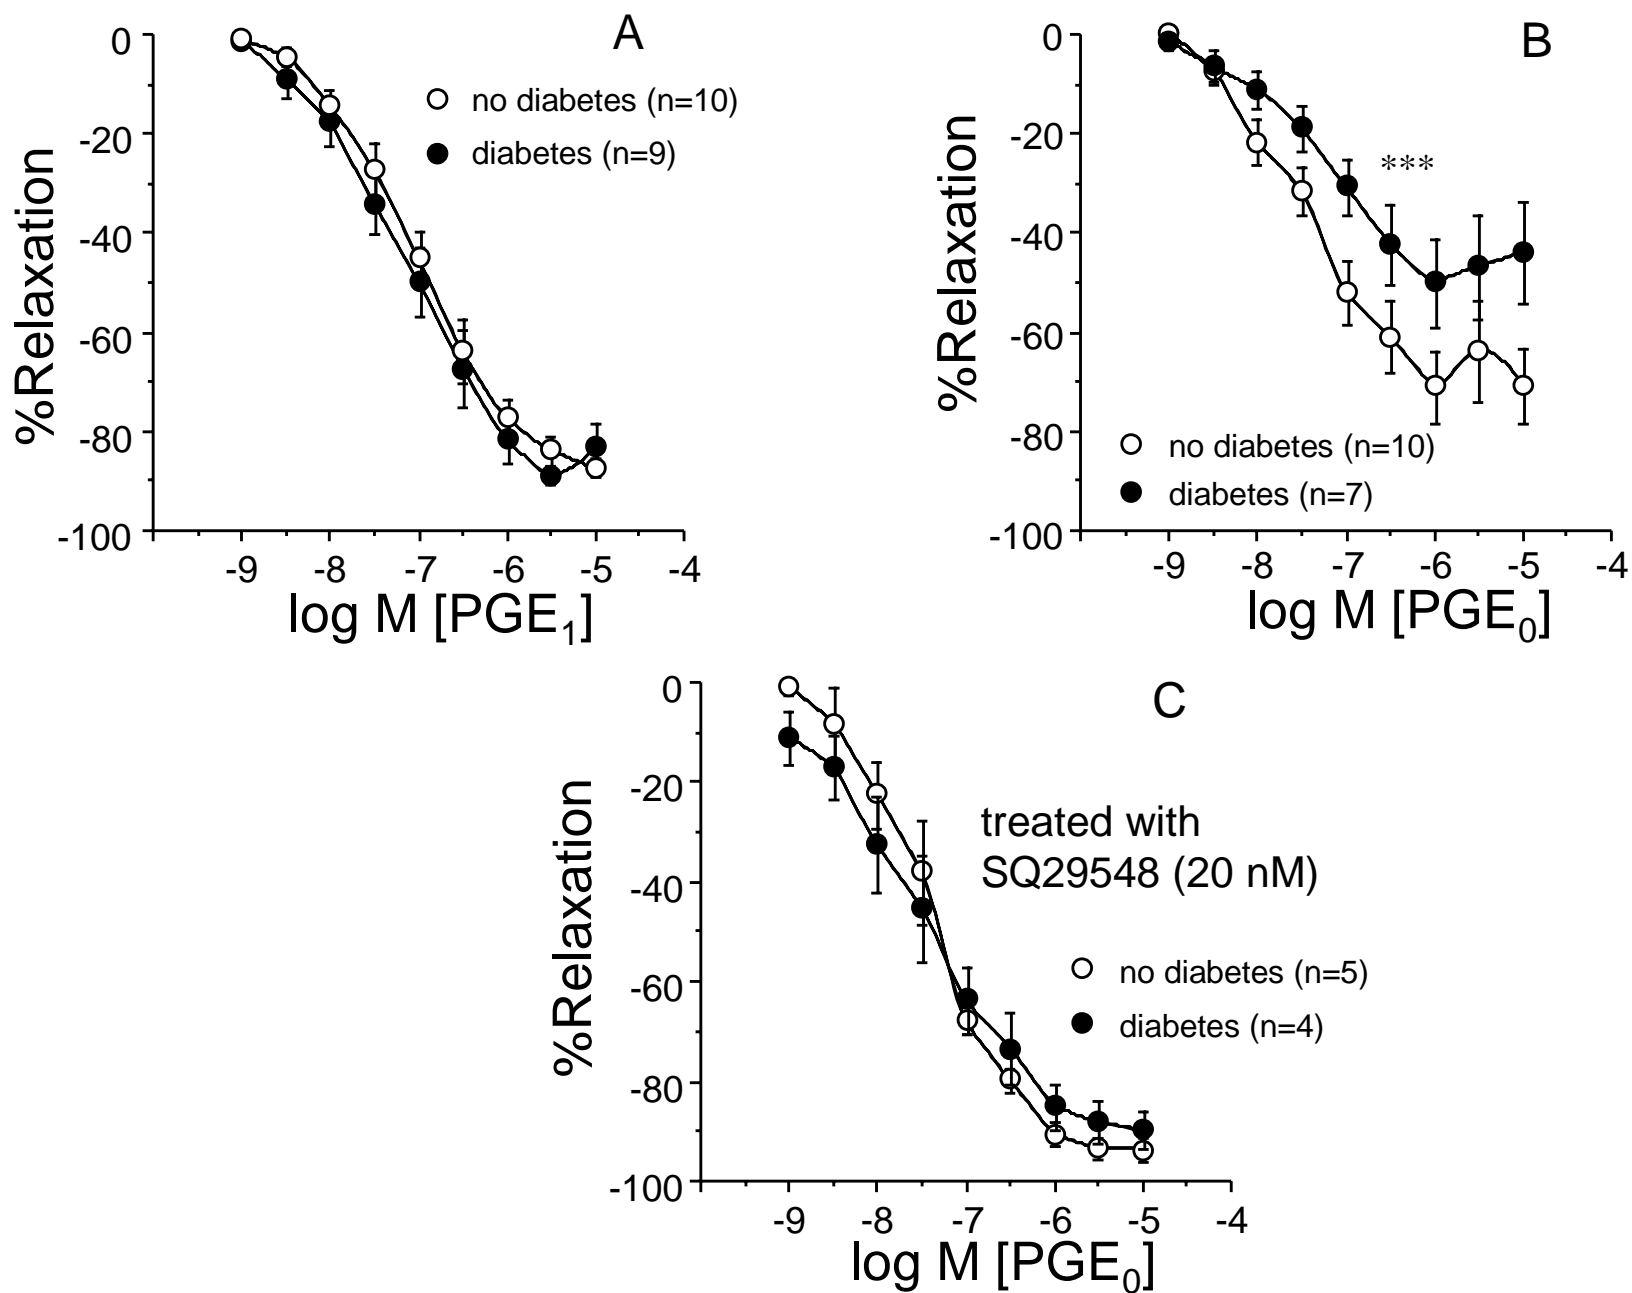 A
0
-20
-40
-60
-80
-100
%Relaxation
no diabetes (n=10)
diabetes (n=9)
-9 -8 -7 -6 -5 -4
log M [PGE₁]
B
0
-20
-40
-60
-80
-100
%Relaxation
***
no diabetes (n=10)
diabetes (n=7)
-9 -8 -7 -6 -5 -4
log M [PGE₀]
C
0
-20
-40
-60
-80
-100
%Relaxation
treated with
SQ29548 (20 nM)
no diabetes (n=5)
diabetes (n=4)
-9 -8 -7 -6 -5 -4
log M [PGE₀]